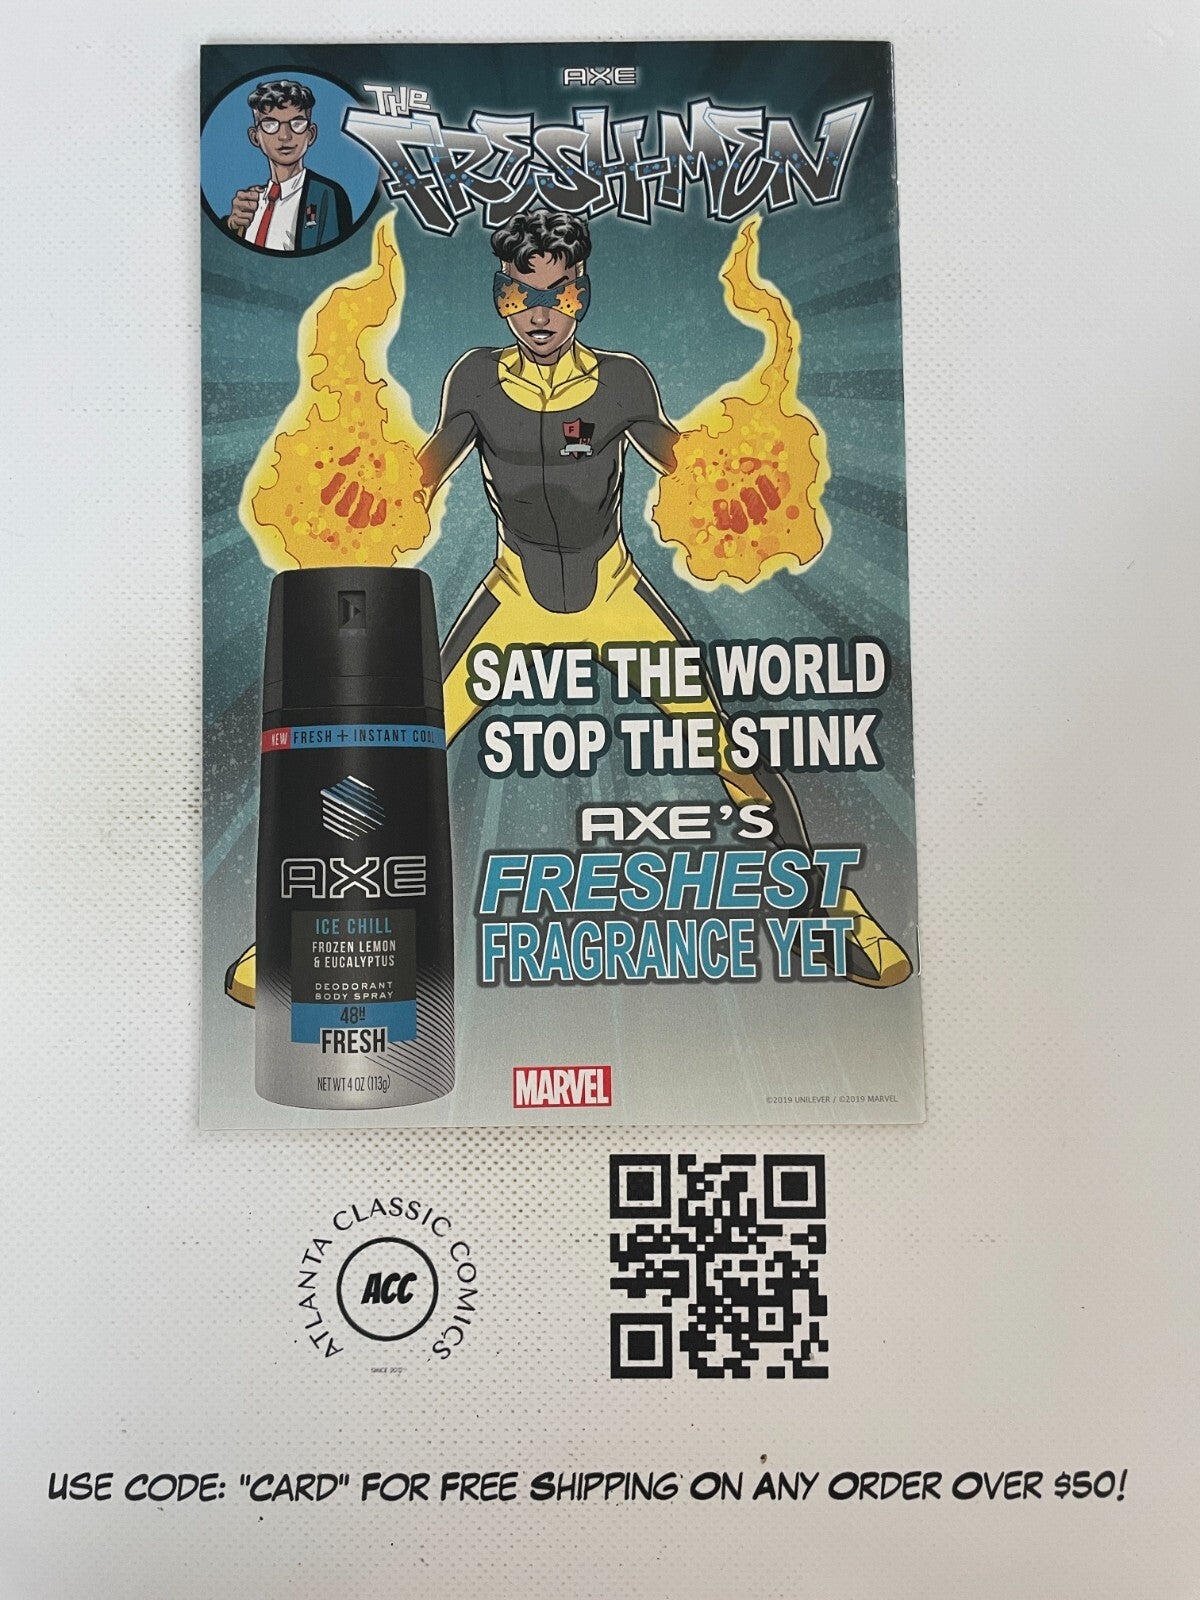 AXE
THE
FRESH-MEN
F
SAVE THE WORLD
STOP THE STINK
AXE'S
FRESHEST
FRAGRANCE YET
NEW FRESH + INSTANT COOL
AXE
ICE CHILL
FROZEN LEMON
& EUCALYPTUS
DEODORANT
BODY SPRAY
48H
FRESH
NET WT 4 OZ (113g)
MARVEL
©2019 UNILEVER / ©2019 MARVEL
ATLANTA CLASSIC COMICS
ACC
USE CODE: "CARD" FOR FREE SHIPPING ON ANY ORDER OVER $50!